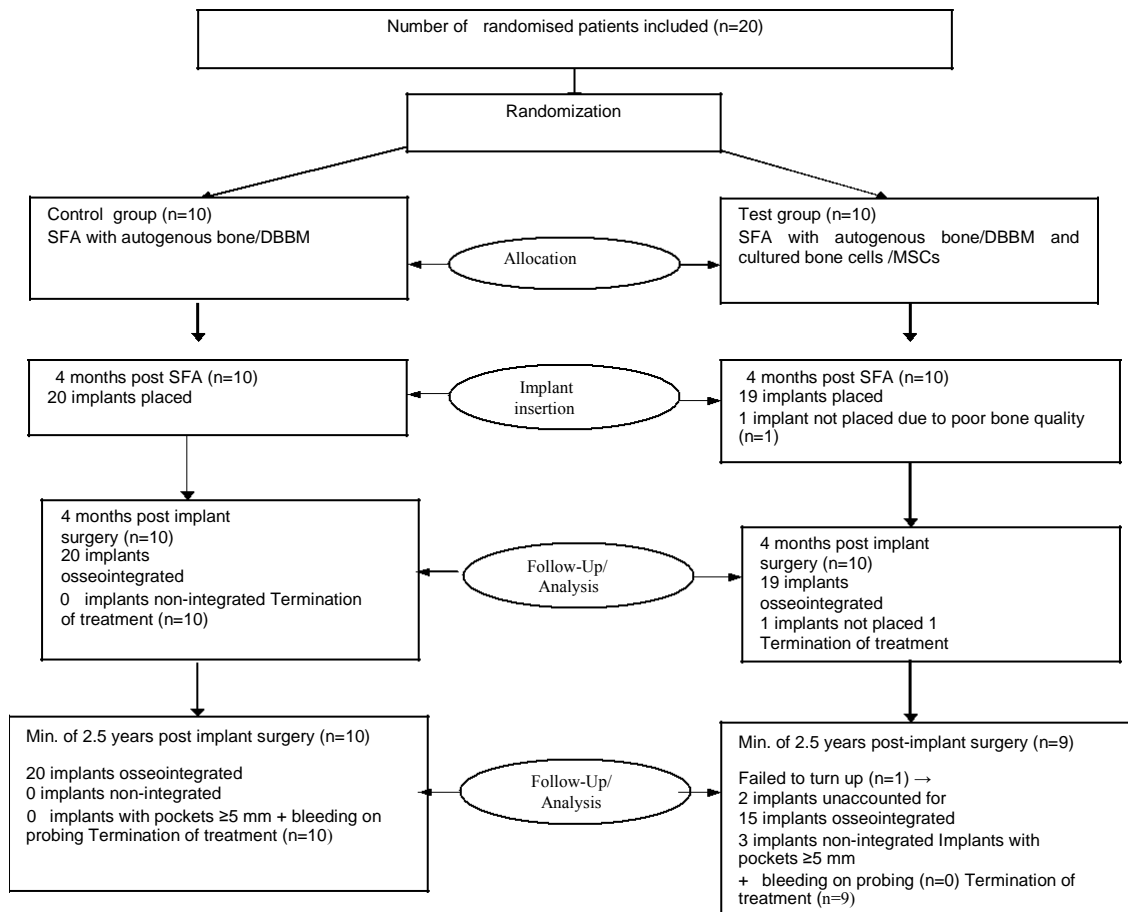 Number of randomised patients included (n=20)
Randomization
Control group (n=10)
SFA with autogenous bone/DBBM
Allocation
Test group (n=10)
SFA with autogenous bone/DBBM and
cultured bone cells /MSCs
4 months post SFA (n=10)
20 implants placed
Implant
insertion
4 months post SFA (n=10)
19 implants placed
1 implant not placed due to poor bone quality
(n=1)
4 months post implant
surgery (n=10)
20 implants
osseointegrated
0 implants non-integrated Termination
of treatment (n=10)
Follow-Up/
Analysis
4 months post implant
surgery (n=10)
19 implants
osseointegrated
1 implants not placed 1
Termination of treatment
Min. of 2.5 years post implant surgery (n=10)
20 implants osseointegrated
0 implants non-integrated
0 implants with pockets ≥5 mm + bleeding on
probing Termination of treatment (n=10)
Follow-Up/
Analysis
Min. of 2.5 years post-implant surgery (n=9)
Failed to turn up (n=1) →
2 implants unaccounted for
15 implants osseointegrated
3 implants non-integrated Implants with
pockets ≥5 mm
+ bleeding on probing (n=0) Termination of
treatment (n=9)